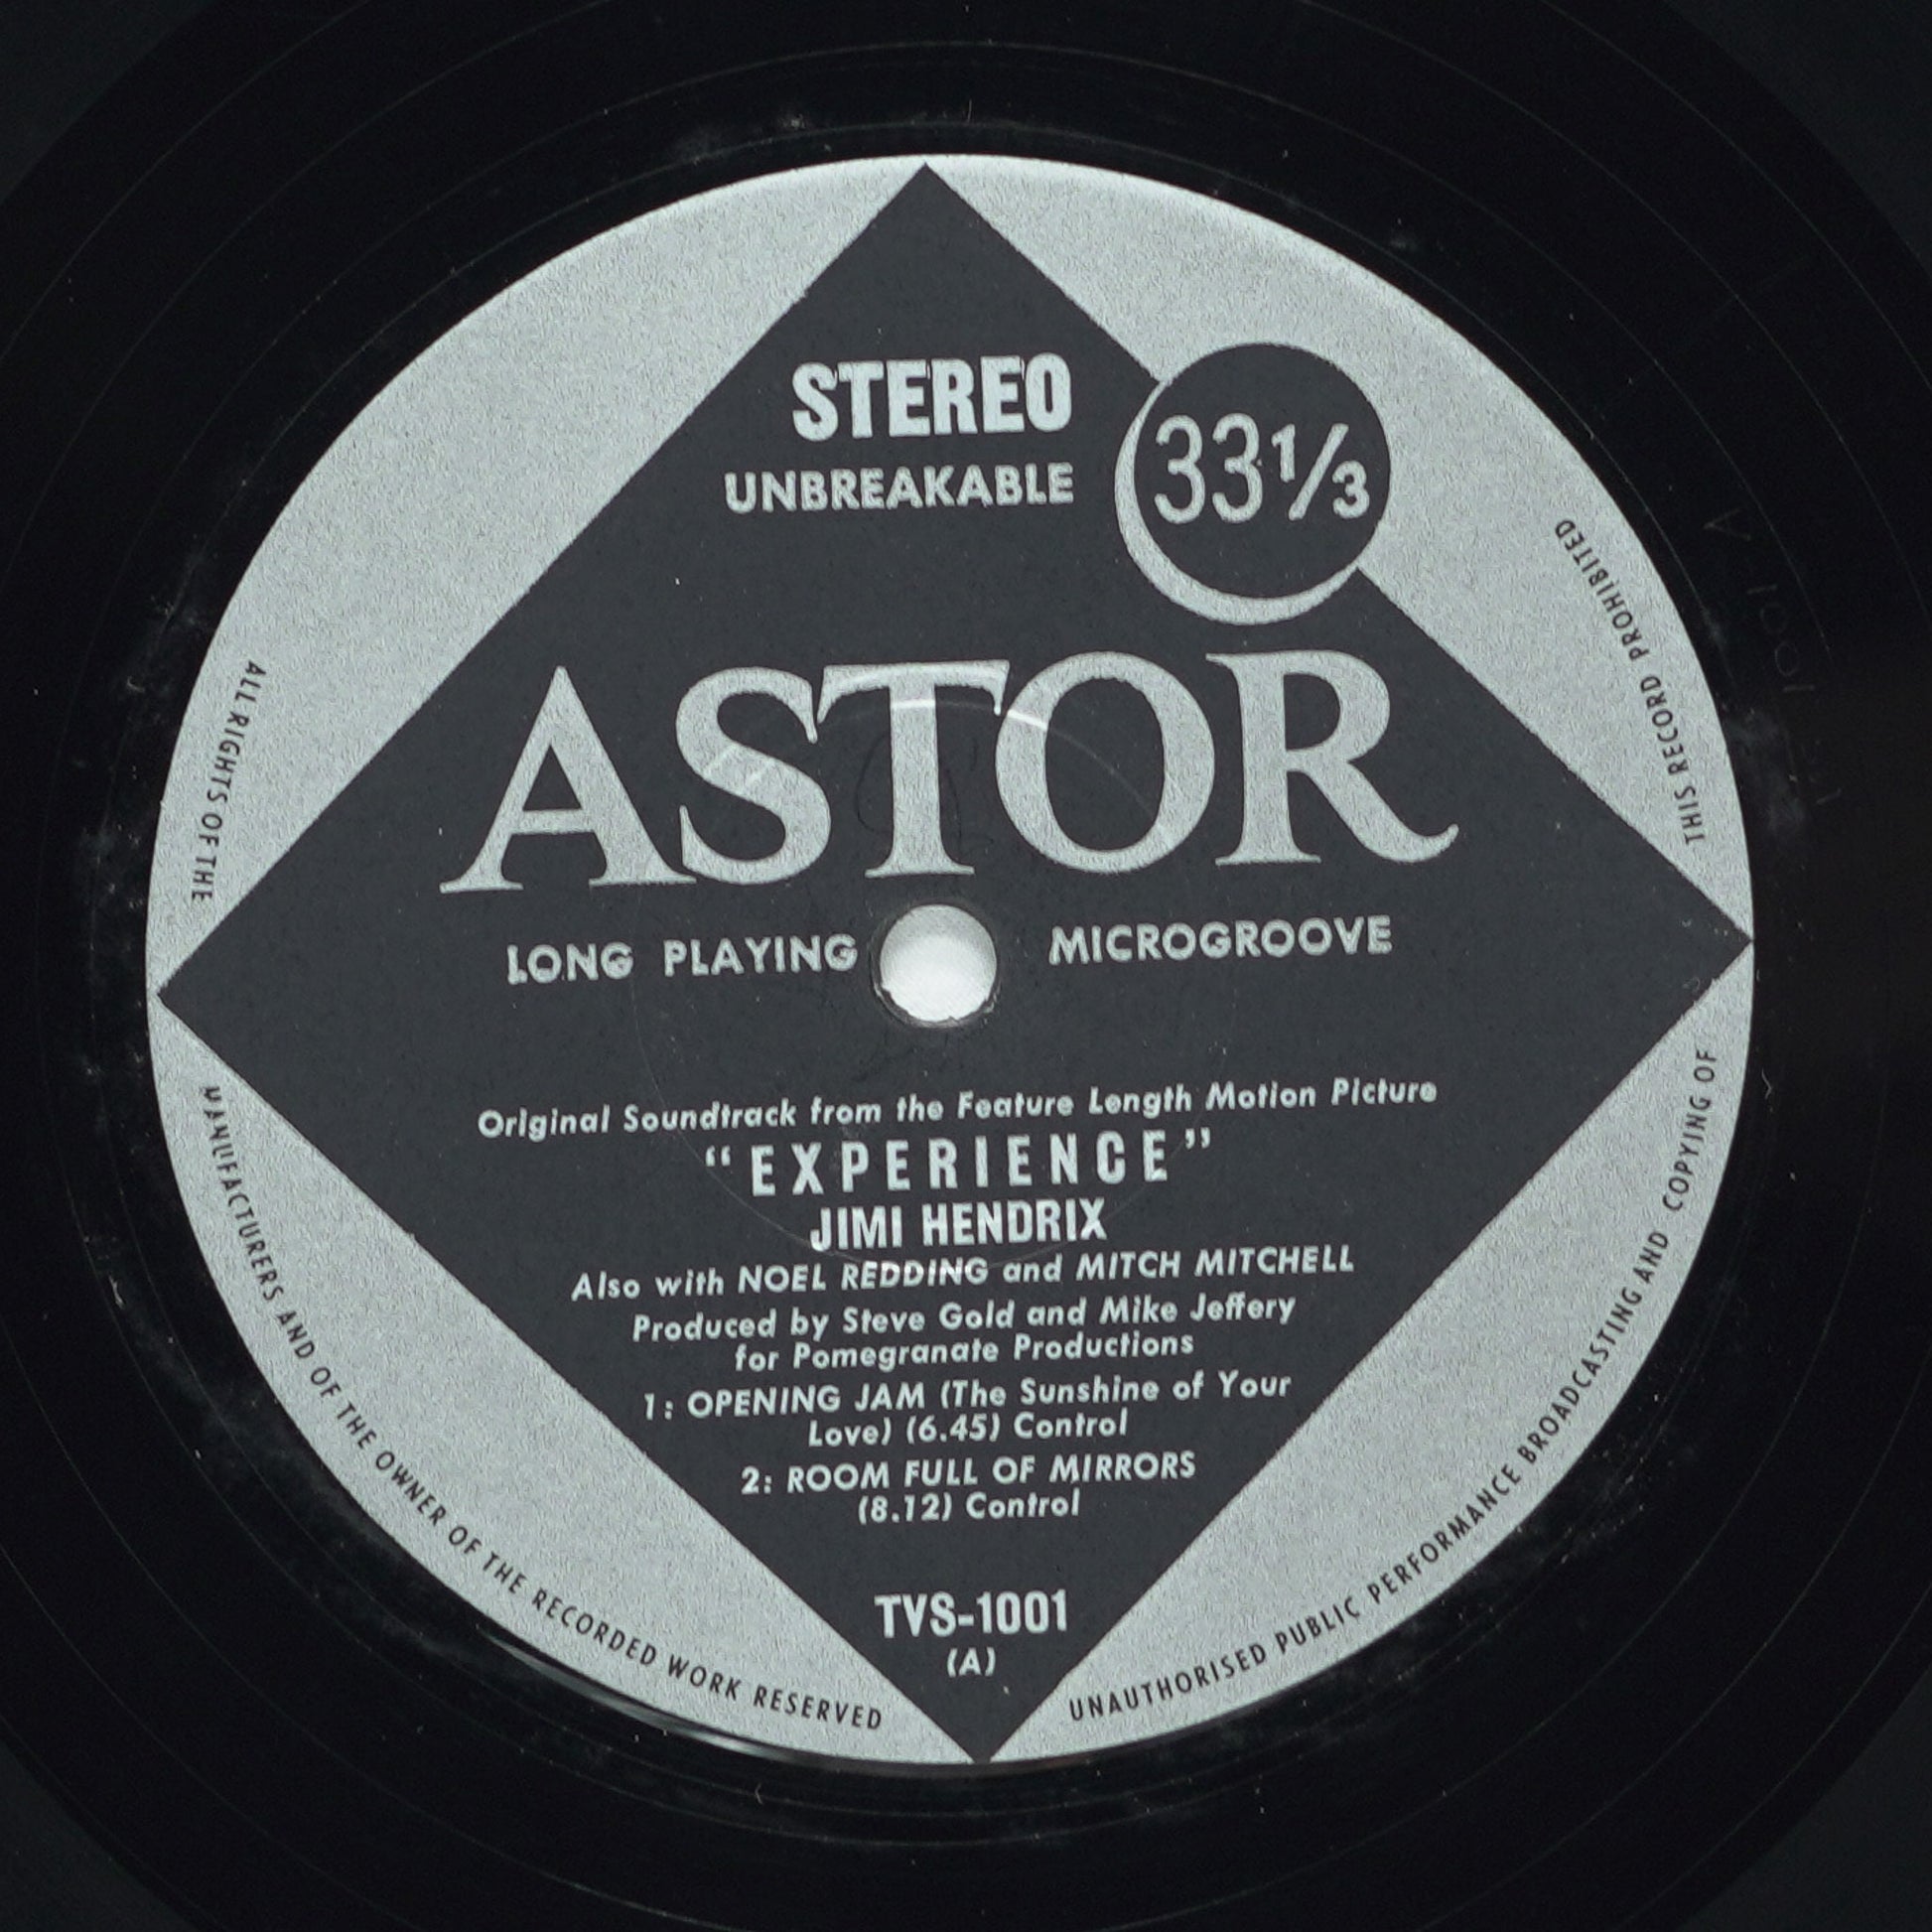 STEREO
UNBREAKABLE
33 1/3
ASTOR
LONG PLAYING MICROGROOVE
Original Soundtrack from the Feature Length Motion Picture
"EXPERIENCE"
JIMI HENDRIX
Also with NOEL REDDING and MITCH MITCHELL
Produced by Steve Gold and Mike Jeffery
for Pomegranate Productions
1: OPENING JAM (The Sunshine of Your
Love) (6.45) Control
2: ROOM FULL OF MIRRORS
(8.12) Control
TVS-1001
(A)
ALL RIGHTS OF THE
MANUFACTURERS AND OF THE OWNER OF THE RECORDED WORK RESERVED
UNAUTHORISED PUBLIC PERFORMANCE BROADCASTING AND COPYING OF
THIS RECORD PROHIBITED